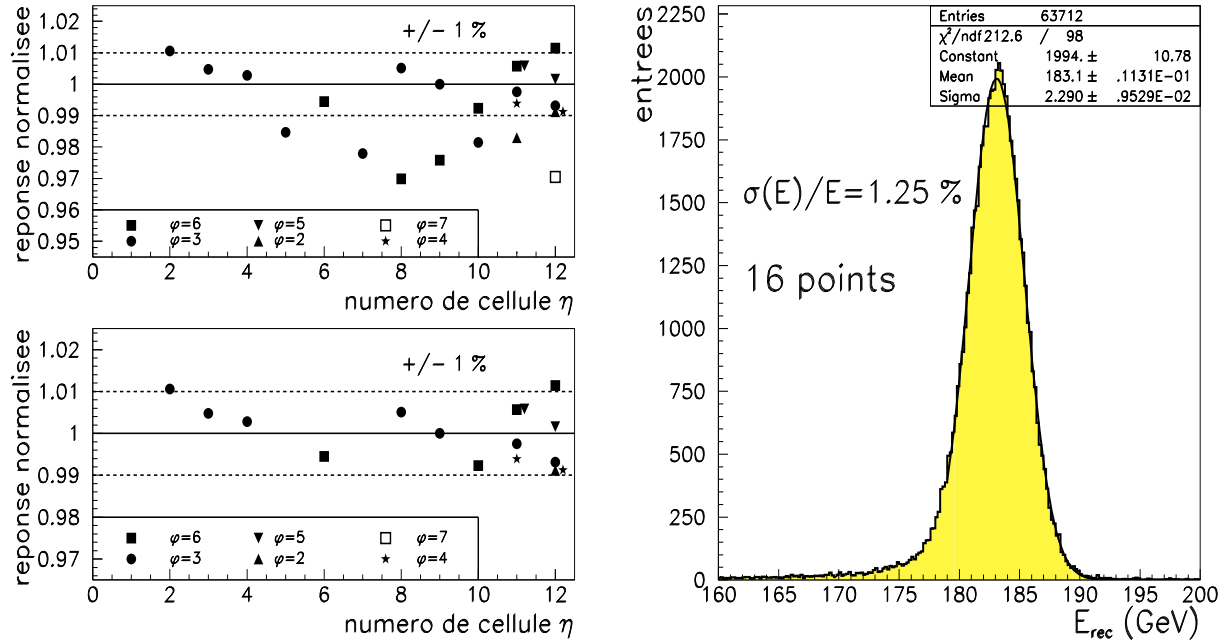 reponse normalisee
1.02
1.01
1
0.99
0.98
0.97
0.96
0.95
+/− 1 %
φ=6 φ=5 φ=7
φ=3 φ=2 φ=4
0 2 4 6 8 10 12
numero de cellule η
reponse normalisee
1.02
1.01
1
0.99
0.98
0.97
+/− 1 %
φ=6 φ=5 φ=7
φ=3 φ=2 φ=4
0 2 4 6 8 10 12
numero de cellule η
entrees
2250
2000
1750
1500
1250
1000
750
500
250
0
Entries 63712
χ²/ndf 212.6 / 98
Constant 1994. ± 10.78
Mean 183.1 ± .1131E−01
Sigma 2.290 ± .9529E−02
σ(E)/E=1.25 %
16 points
160 165 170 175 180 185 190 195 200
E_rec (GeV)